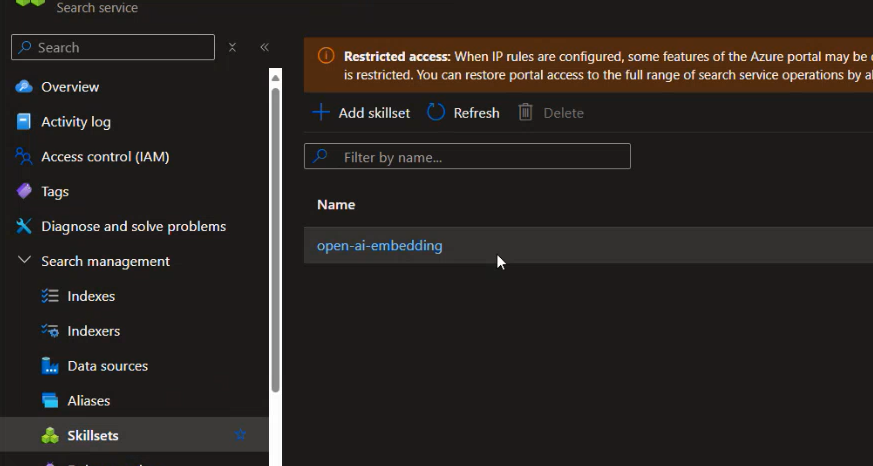 Search service
Search
Overview
Activity log
Access control (IAM)
Tags
Diagnose and solve problems
Search management
Indexes
Indexers
Data sources
Aliases
Skillsets
Restricted access: When IP rules are configured, some features of the Azure portal may be
is restricted. You can restore portal access to the full range of search service operations by
Add skillset
Refresh
Delete
Filter by name...
Name
open-ai-embedding